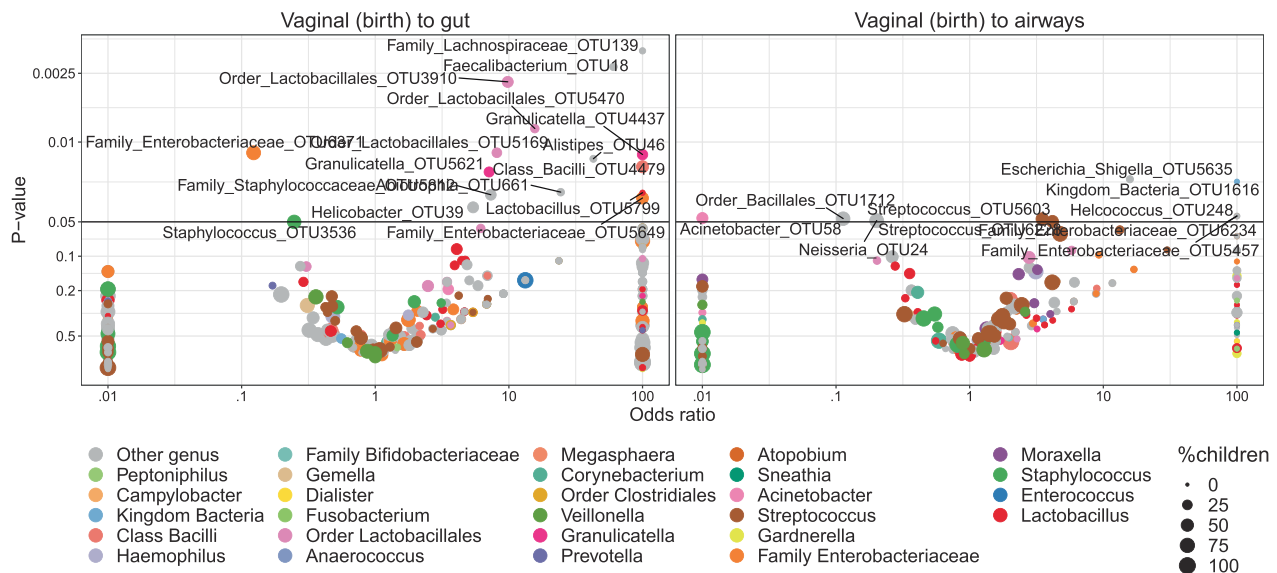 Vaginal (birth) to gut
Vaginal (birth) to airways
P−value
0.0025
0.01
0.05
0.1
0.2
0.5
Family_Lachnospiraceae_OTU139
Faecalibacterium_OTU18
Order_Lactobacillales_OTU3910
Order_Lactobacillales_OTU5470
Granulicatella_OTU4437
Family_Enterobacteriaceae_OTU6371
Order_Lactobacillales_OTU5169
Alistipes_OTU46
Granulicatella_OTU5621
Class_Bacilli_OTU4479
Family_Staphylococcaceae_OTU5812
Abiotrophia_OTU661
Helicobacter_OTU39
Lactobacillus_OTU5799
Staphylococcus_OTU3536
Family_Enterobacteriaceae_OTU5649
Escherichia_Shigella_OTU5635
Kingdom_Bacteria_OTU1616
Order_Bacillales_OTU1712
Streptococcus_OTU5603
Helcococcus_OTU248
Acinetobacter_OTU58
Family_Enterobacteriaceae_OTU6234
Neisseria_OTU24
Family_Enterobacteriaceae_OTU5457
.01 .1 1 10 100
.01 .1 1 10 100
Odds ratio
Other genus
Peptoniphilus
Campylobacter
Kingdom Bacteria
Class Bacilli
Haemophilus
Family Bifidobacteriaceae
Gemella
Dialister
Fusobacterium
Order Lactobacillales
Anaerococcus
Megasphaera
Corynebacterium
Order Clostridiales
Veillonella
Granulicatella
Prevotella
Atopobium
Sneathia
Acinetobacter
Streptococcus
Gardnerella
Family Enterobacteriaceae
Moraxella
Staphylococcus
Enterococcus
Lactobacillus
%children
0
25
50
75
100